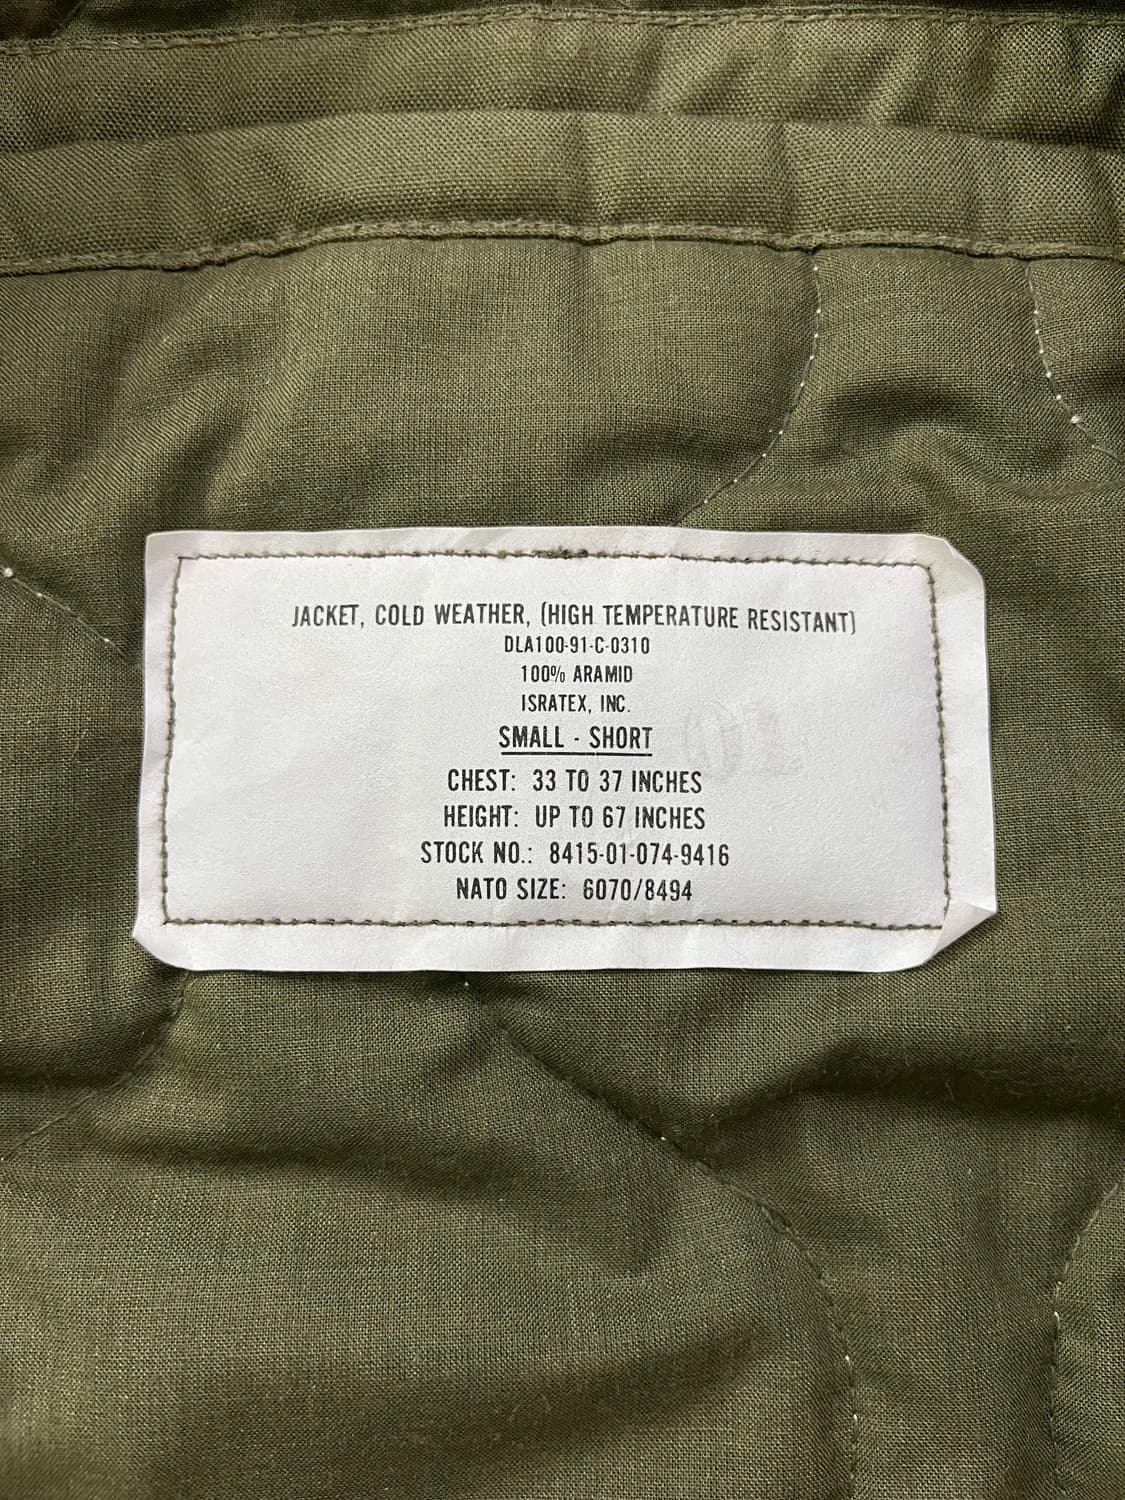 JACKET, COLD WEATHER, (HIGH TEMPERATURE RESISTANT)
DLA100-91-C-0310
100% ARAMID
ISRATEX, INC.
SMALL - SHORT
CHEST: 33 TO 37 INCHES
HEIGHT: UP TO 67 INCHES
STOCK NO.: 8415-01-074-9416
NATO SIZE: 6070/8494